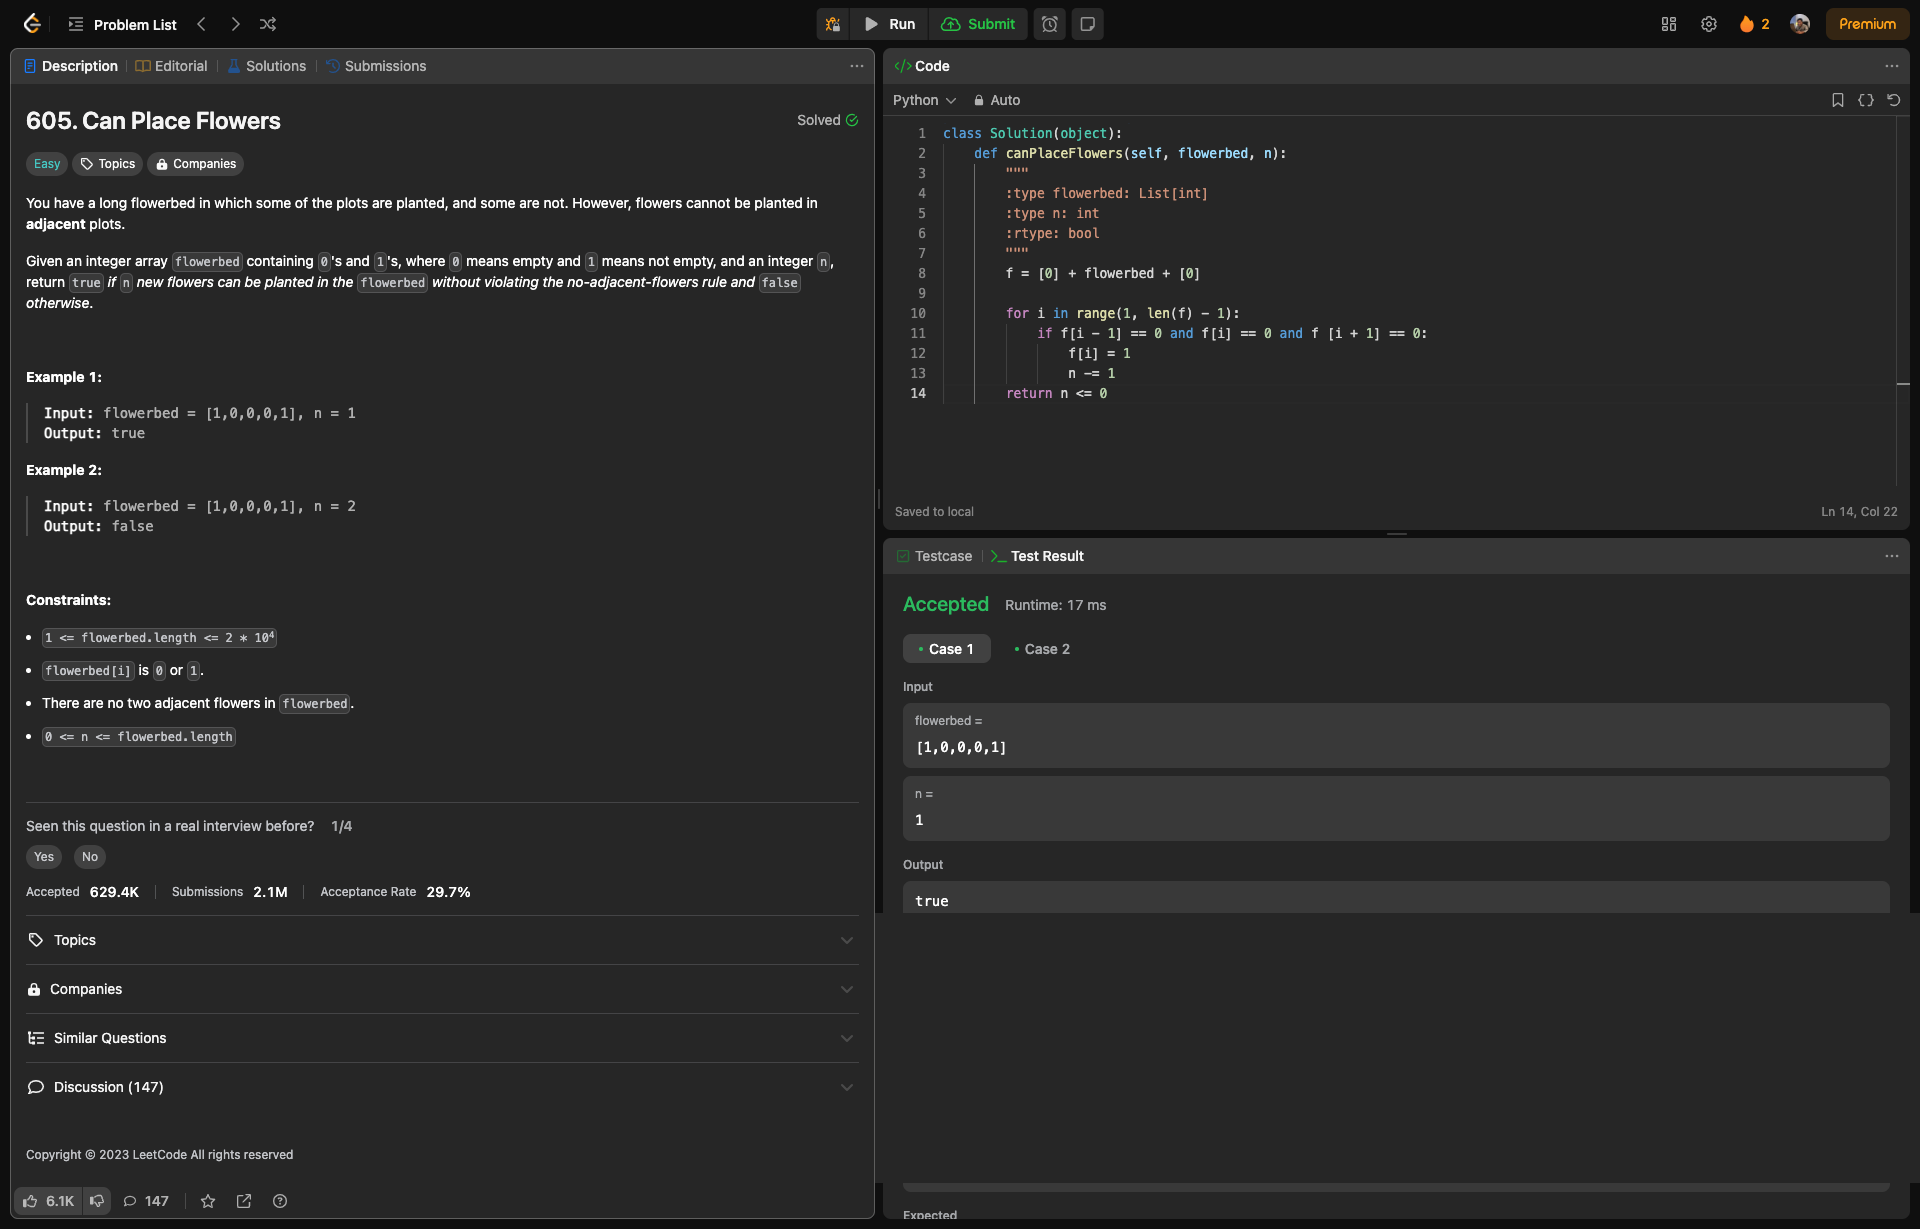 Problem List
Run
Submit
2
Premium
Description
Editorial
Solutions
Submissions
605. Can Place Flowers
Solved
Easy
Topics
Companies
You have a long flowerbed in which some of the plots are planted, and some are not. However, flowers cannot be planted in
adjacent plots.
Given an integer array flowerbed containing 0's and 1's, where 0 means empty and 1 means not empty, and an integer n,
return true if n new flowers can be planted in the flowerbed without violating the no-adjacent-flowers rule and false
otherwise.
Example 1:
Input: flowerbed = [1,0,0,0,1], n = 1
Output: true
Example 2:
Input: flowerbed = [1,0,0,0,1], n = 2
Output: false
Constraints:
• 1 <= flowerbed.length <= 2 * 10⁴
• flowerbed[i] is 0 or 1.
• There are no two adjacent flowers in flowerbed.
• 0 <= n <= flowerbed.length
Seen this question in a real interview before? 1/4
Yes
No
Accepted 629.4K
Submissions 2.1M
Acceptance Rate 29.7%
Topics
Companies
Similar Questions
Discussion (147)
Copyright © 2023 LeetCode All rights reserved
6.1K
147
</> Code
Python
Auto
1 class Solution(object):
2     def canPlaceFlowers(self, flowerbed, n):
3         """
4         :type flowerbed: List[int]
5         :type n: int
6         :rtype: bool
7         """
8         f = [0] + flowerbed + [0]
9
10         for i in range(1, len(f) - 1):
11             if f[i - 1] == 0 and f[i] == 0 and f [i + 1] == 0:
12                 f[i] = 1
13                 n -= 1
14         return n <= 0
Saved to local
Ln 14, Col 22
Testcase
Test Result
Accepted
Runtime: 17 ms
• Case 1
• Case 2
Input
flowerbed =
[1,0,0,0,1]
n =
1
Output
true
Expected